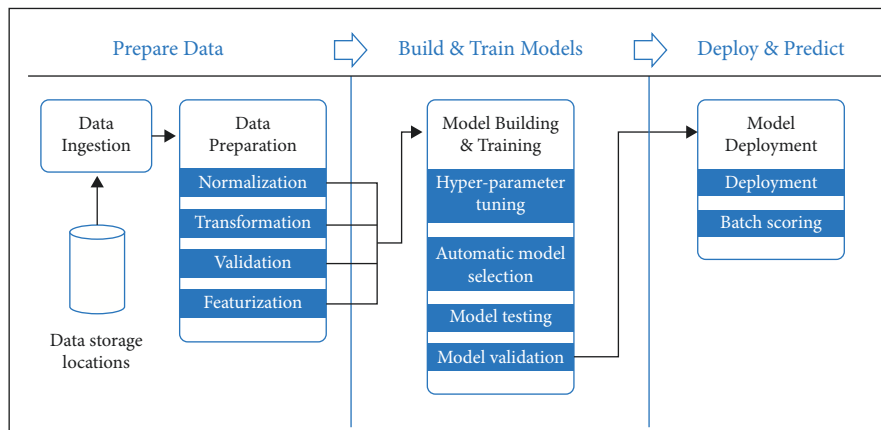 Prepare Data
Build & Train Models
Deploy & Predict
Data
Ingestion
Data storage
locations
Data
Preparation
Normalization
Transformation
Validation
Featurization
Model Building
& Training
Hyper-parameter
tuning
Automatic model
selection
Model testing
Model validation
Model
Deployment
Deployment
Batch scoring